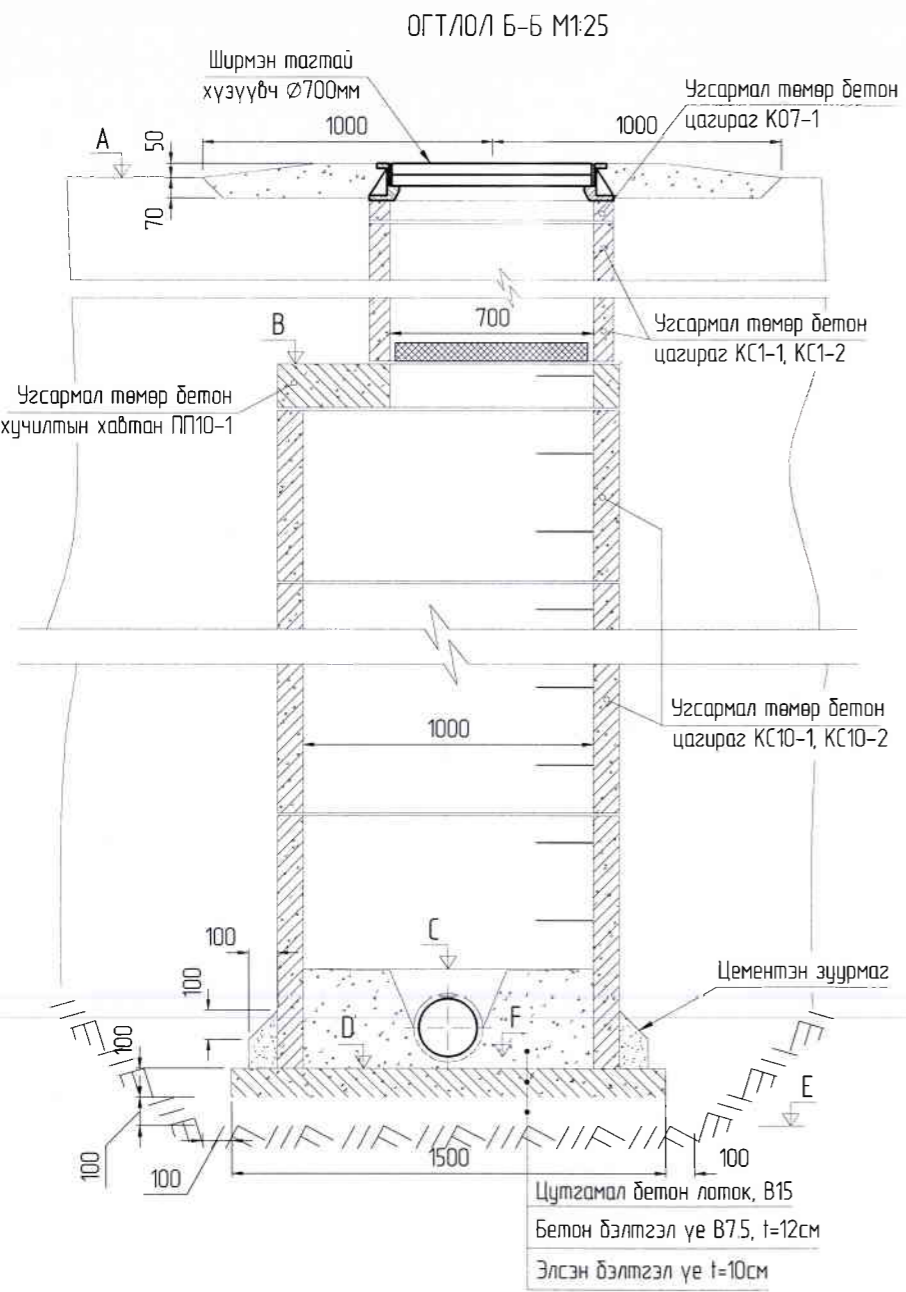 ОГТЛОЛ Б-Б М1:25
Ширмэн тагтай
хүзүүвч Ø700мм
Угсармал төмөр бетон
цагираг КО7-1
1000
1000
А
50
70
700
В
Угсармал төмөр бетон
цагираг КС1-1, КС1-2
Угсармал төмөр бетон
хучилтын хавтан ПП10-1
1000
Угсармал төмөр бетон
цагираг КС10-1, КС10-2
100
С
100
Цементэн зуурмаг
D
F
100
E
100
100
1500
100
Цутгамал бетон лоток, В15
Бетон бэлтгэл үе В7.5, t=12см
Элсэн бэлтгэл үе t=10см